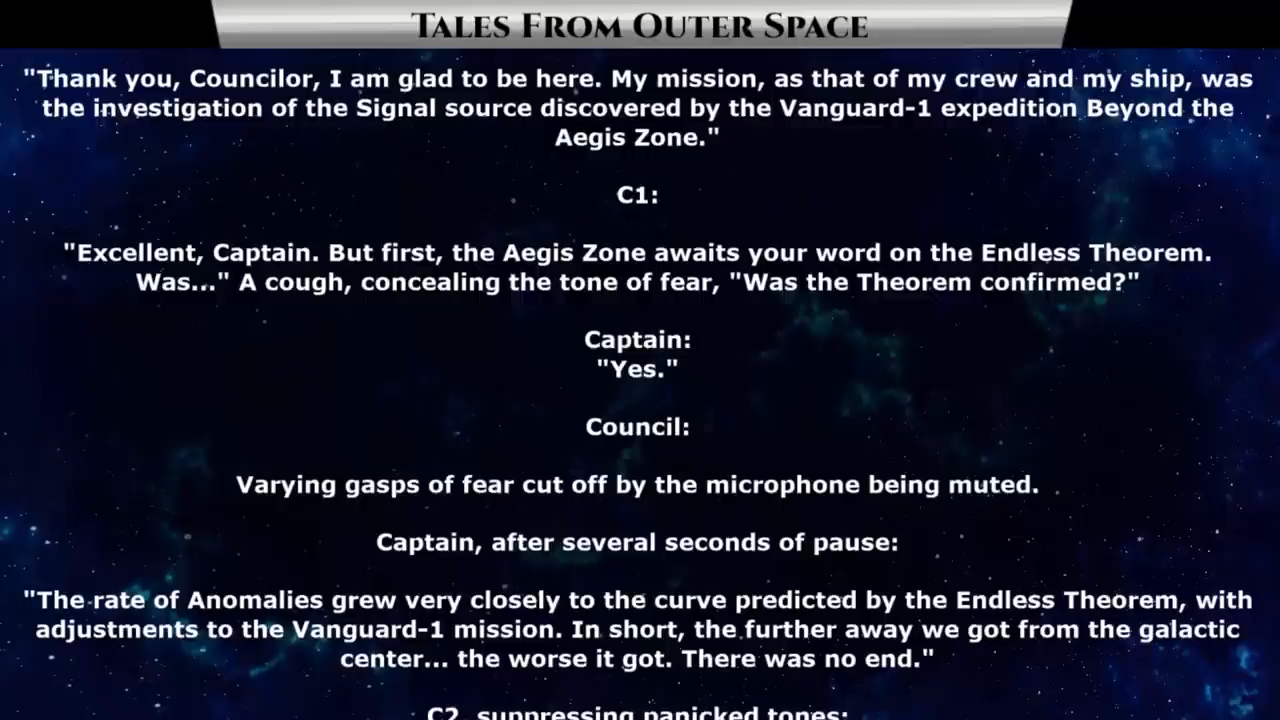 Tales From Outer Space
"Thank you, Councilor, I am glad to be here. My mission, as that of my crew and my ship, was
the investigation of the Signal source discovered by the Vanguard-1 expedition Beyond the
Aegis Zone."
C1:
"Excellent, Captain. But first, the Aegis Zone awaits your word on the Endless Theorem.
Was..." A cough, concealing the tone of fear, "Was the Theorem confirmed?"
Captain:
"Yes."
Council:
Varying gasps of fear cut off by the microphone being muted.
Captain, after several seconds of pause:
"The rate of Anomalies grew very closely to the curve predicted by the Endless Theorem, with
adjustments to the Vanguard-1 mission. In short, the further away we got from the galactic
center... the worse it got. There was no end."
C2, suppressing panicked tones: